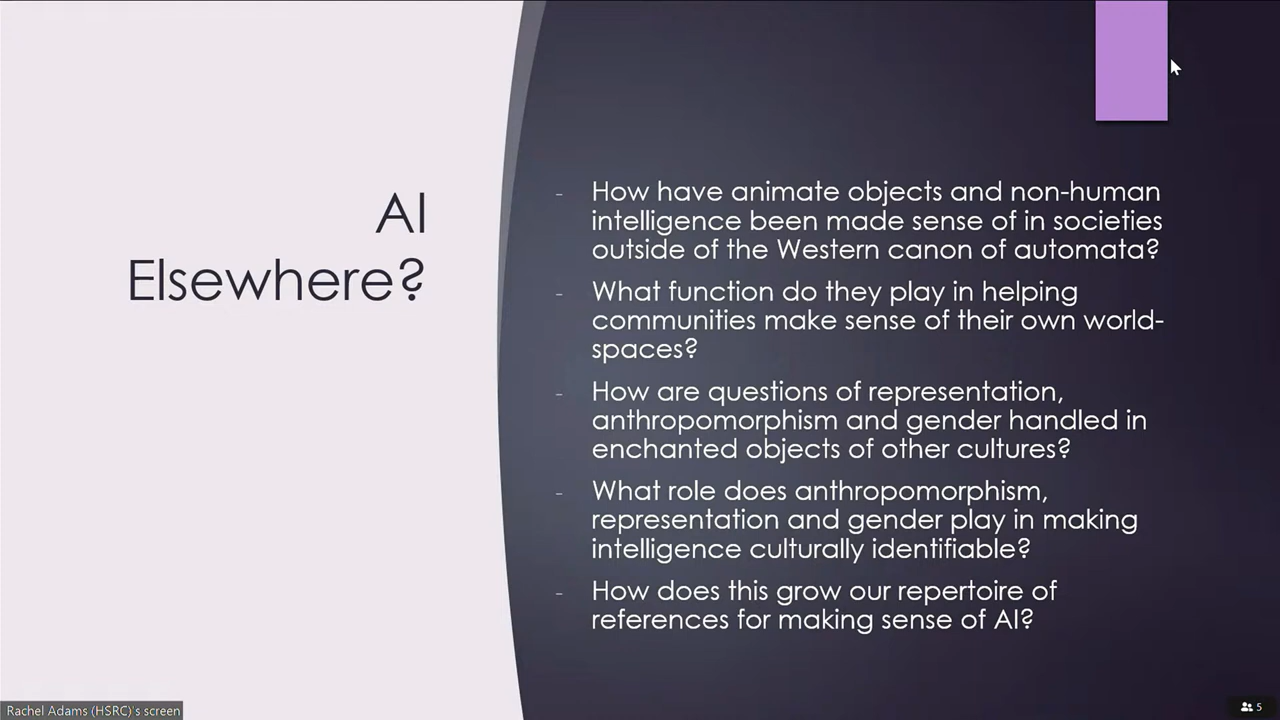 AI
Elsewhere?
- How have animate objects and non-human
intelligence been made sense of in societies
outside of the Western canon of automata?
- What function do they play in helping
communities make sense of their own world-
spaces?
- How are questions of representation,
anthropomorphism and gender handled in
enchanted objects of other cultures?
- What role does anthropomorphism,
representation and gender play in making
intelligence culturally identifiable?
- How does this grow our repertoire of
references for making sense of AI?
Rachel Adams (HSRC)'s screen
5